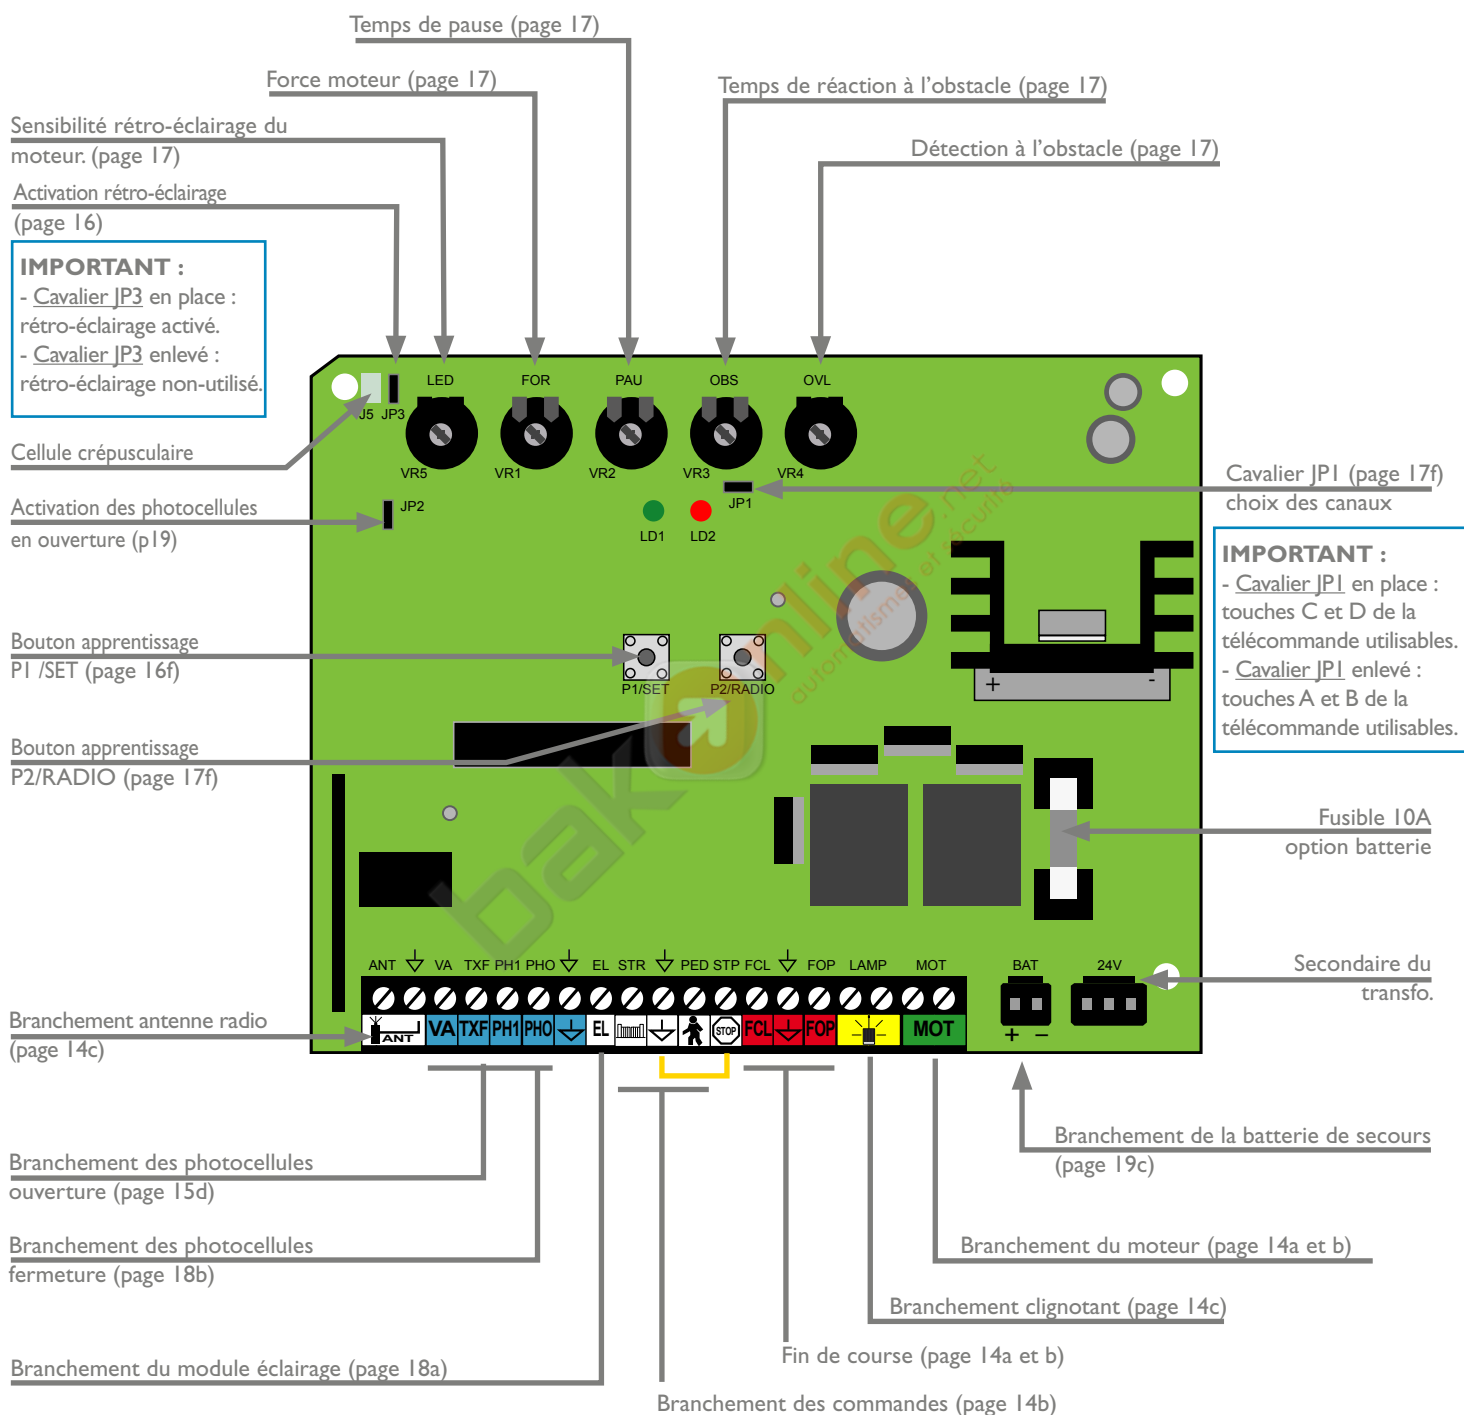 Temps de pause (page 17)
Force moteur (page 17)
Temps de réaction à l'obstacle (page 17)
Sensibilité rétro-éclairage du
moteur. (page 17)
Détection à l'obstacle (page 17)
Activation rétro-éclairage
(page 16)
IMPORTANT :
- Cavalier JP3 en place :
rétro-éclairage activé.
- Cavalier JP3 enlevé :
rétro-éclairage non-utilisé.
LED FOR PAU OBS OVL
J5 JP3
VR5 VR1 VR2 VR3 VR4
Cellule crépusculaire
Activation des photocellules
en ouverture (p19)
JP2
JP1
LD1 LD2
Cavalier JP1 (page 17f)
choix des canaux
IMPORTANT :
- Cavalier JP1 en place :
touches C et D de la
télécommande utilisables.
- Cavalier JP1 enlevé :
touches A et B de la
télécommande utilisables.
Bouton apprentissage
P1 /SET (page 16f)
P1/SET P2/RADIO
+ -
Bouton apprentissage
P2/RADIO (page 17f)
bak nline.net
automatismes et sécurité
Fusible 10A
option batterie
ANT VA TXF PH1 PHO EL STR PED STP FCL FOP LAMP MOT BAT 24V
Secondaire du
transfo.
ANT VA TXF PH1 PHO EL STOP FCL FOP MOT + −
Branchement antenne radio
(page 14c)
Branchement de la batterie de secours
(page 19c)
Branchement des photocellules
ouverture (page 15d)
Branchement des photocellules
fermeture (page 18b)
Branchement du moteur (page 14a et b)
Branchement clignotant (page 14c)
Fin de course (page 14a et b)
Branchement du module éclairage (page 18a)
Branchement des commandes (page 14b)